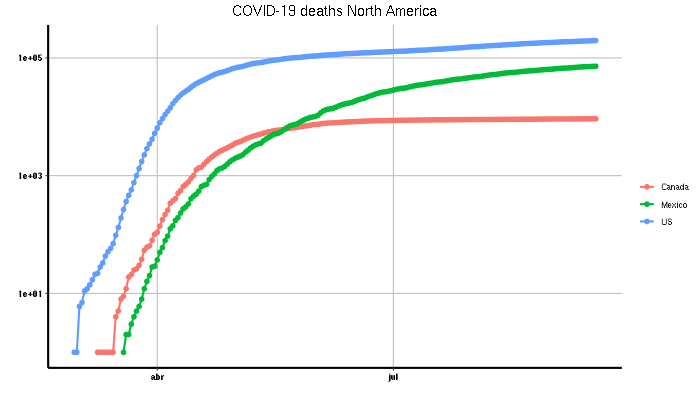 COVID-19 deaths North America
1e+05
1e+03
1e+01
abr
jul
Canada
Mexico
US